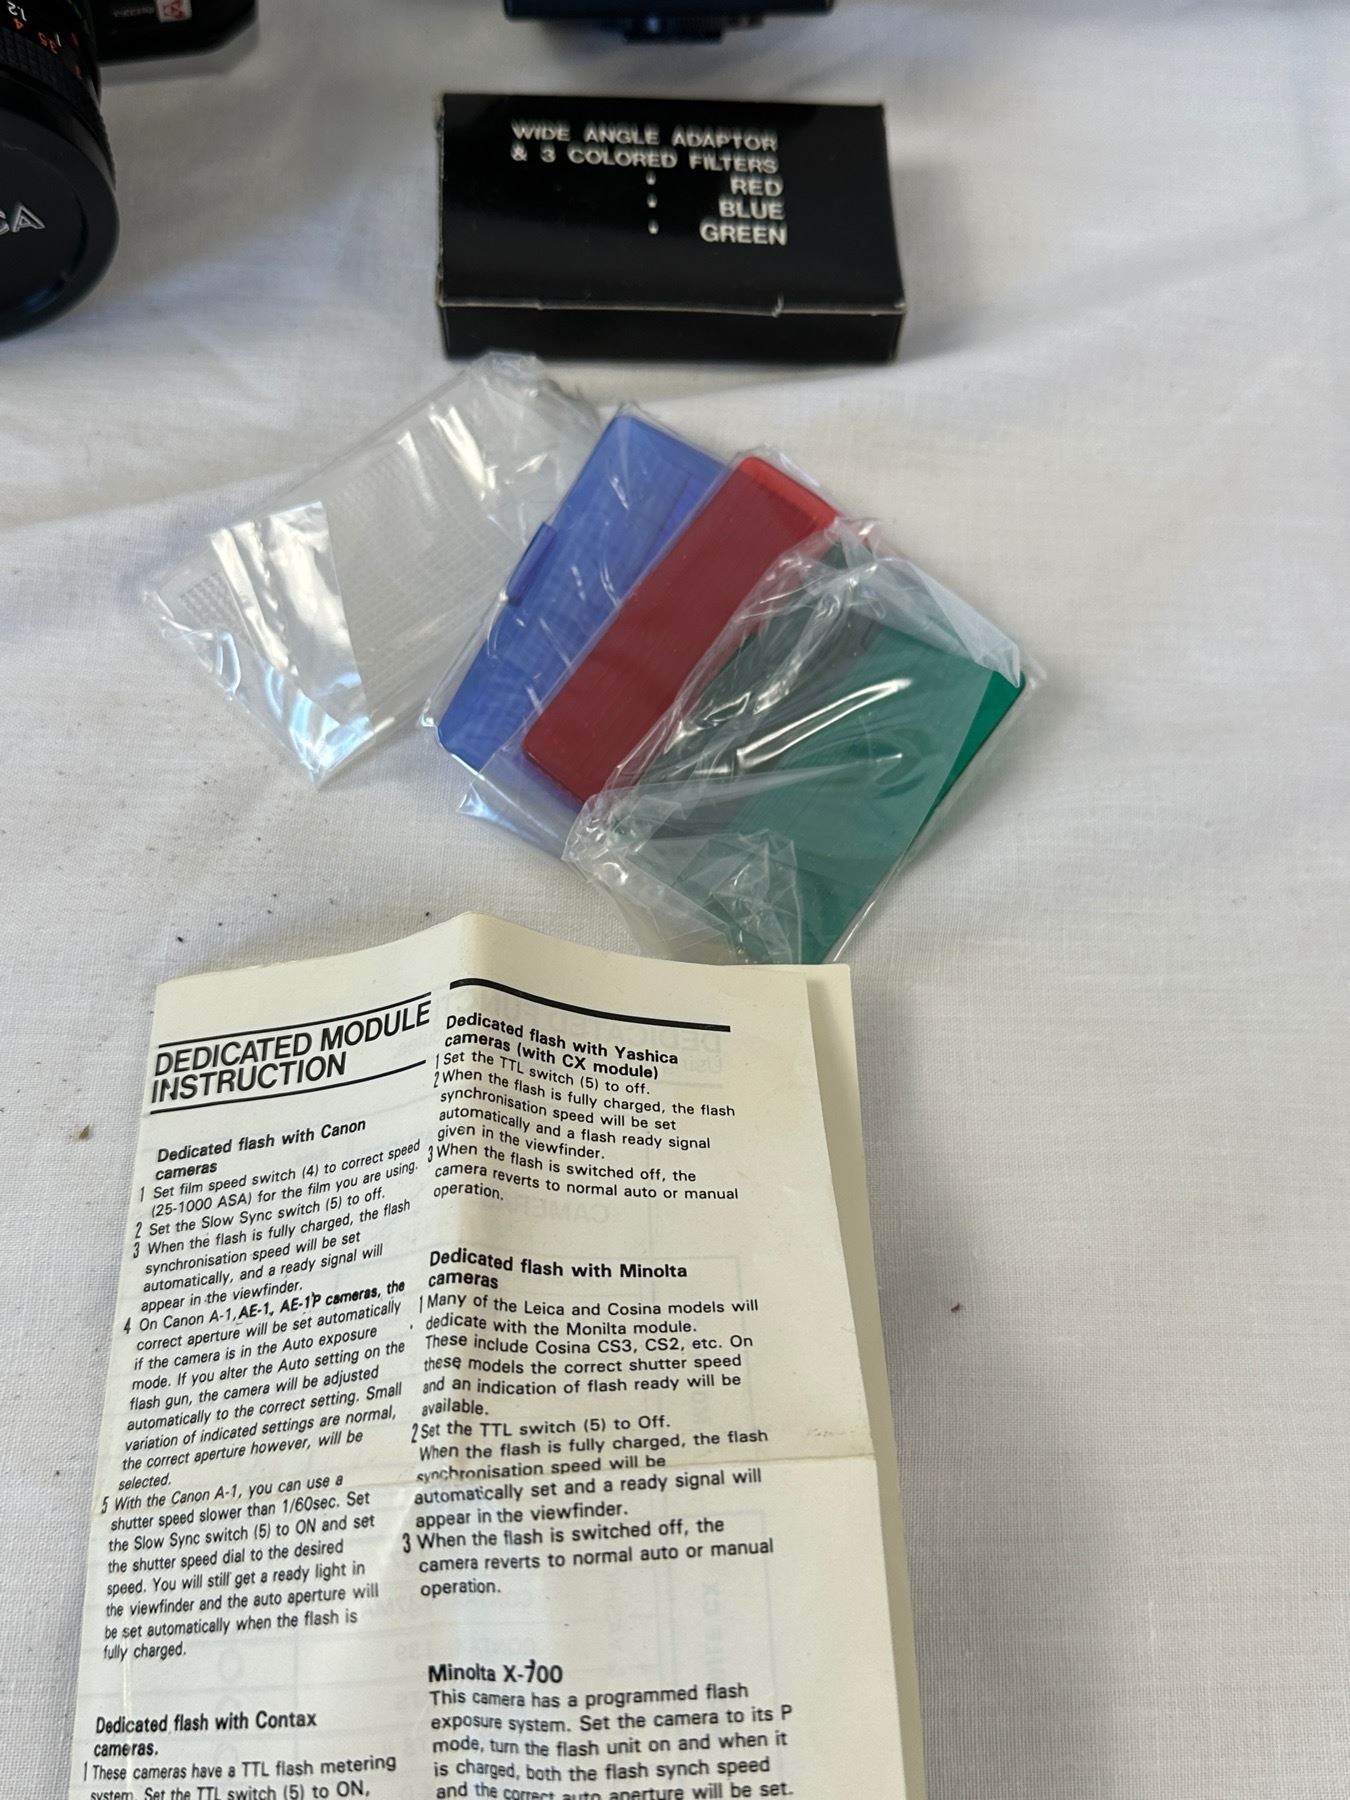 WIDE ANGLE ADAPTOR
& 3 COLORED FILTERS
RED
BLUE
GREEN
DEDICATED MODULE
INSTRUCTION
Dedicated flash with Canon
cameras
1 Set film speed switch (4) to correct speed
(25-1000 ASA) for the film you are using.
2 Set the Slow Sync switch (5) to off.
3 When the flash is fully charged, the flash
synchronisation speed will be set
automatically, and a ready signal will
appear in the viewfinder.
4 On Canon A-1, AE-1, AE-1P cameras, the
correct aperture will be set automatically
if the camera is in the Auto exposure
mode. If you alter the Auto setting on the
flash gun, the camera will be adjusted
automatically to the correct setting. Small
variation of indicated settings are normal,
the correct aperture however, will be
selected.
5 With the Canon A-1, you can use a
shutter speed slower than 1/60sec. Set
the Slow Sync switch (5) to ON and set
the shutter speed dial to the desired
speed. You will still get a ready light in
the viewfinder and the auto aperture will
be set automatically when the flash is
fully charged.
Dedicated flash with Contax
cameras.
1 These cameras have a TTL flash metering
system. Set the TTL switch (5) to ON,
Dedicated flash with Yashica
cameras (with CX module)
1 Set the TTL switch (5) to off.
2 When the flash is fully charged, the flash
synchronisation speed will be set
automatically and a flash ready signal
given in the viewfinder.
3 When the flash is switched off, the
camera reverts to normal auto or manual
operation.
Dedicated flash with Minolta
cameras
1 Many of the Leica and Cosina models will
dedicate with the Monilta module.
These include Cosina CS3, CS2, etc. On
these models the correct shutter speed
and an indication of flash ready will be
available.
2 Set the TTL switch (5) to Off.
When the flash is fully charged, the flash
synchronisation speed will be
automatically set and a ready signal will
appear in the viewfinder.
3 When the flash is switched off, the
camera reverts to normal auto or manual
operation.
Minolta X-700
This camera has a programmed flash
exposure system. Set the camera to its P
mode, turn the flash unit on and when it
is charged, both the flash synch speed
and the correct auto aperture will be set.